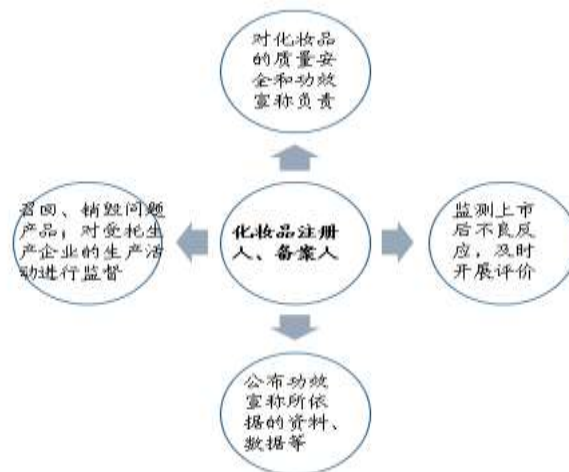 对化妆品
的质量安
全和功效
宣称负责
召回、销毁问题
产品；对受托生
产企业的生产活
动进行监督
化妆品注册
人、备案人
监测上市
后不良反
应，及时
开展评价
公布功效
宣称所依
据的资料、
数据等